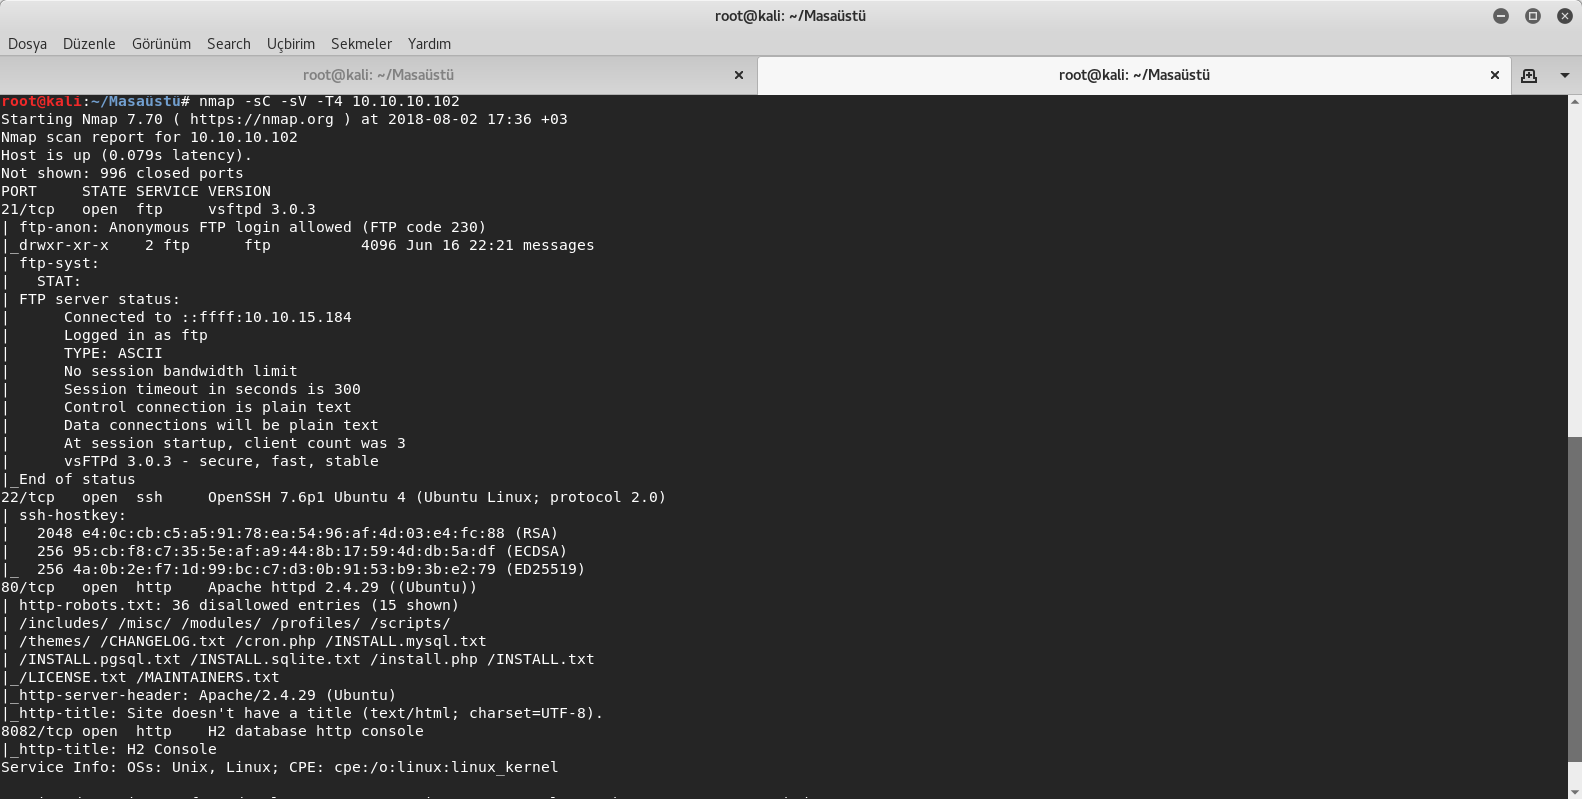 root@kali: ~/Masaüstü
Dosya Düzenle Görünüm Search Uçbirim Sekmeler Yardım
root@kali: ~/Masaüstü
root@kali: ~/Masaüstü
root@kali:~/Masaüstü# nmap -sC -sV -T4 10.10.10.102
Starting Nmap 7.70 ( https://nmap.org ) at 2018-08-02 17:36 +03
Nmap scan report for 10.10.10.102
Host is up (0.079s latency).
Not shown: 996 closed ports
PORT     STATE SERVICE VERSION
21/tcp   open  ftp     vsftpd 3.0.3
| ftp-anon: Anonymous FTP login allowed (FTP code 230)
|_drwxr-xr-x    2 ftp      ftp          4096 Jun 16 22:21 messages
| ftp-syst:
|   STAT:
| FTP server status:
|      Connected to ::ffff:10.10.15.184
|      Logged in as ftp
|      TYPE: ASCII
|      No session bandwidth limit
|      Session timeout in seconds is 300
|      Control connection is plain text
|      Data connections will be plain text
|      At session startup, client count was 3
|      vsFTPd 3.0.3 - secure, fast, stable
|_End of status
22/tcp   open  ssh     OpenSSH 7.6p1 Ubuntu 4 (Ubuntu Linux; protocol 2.0)
| ssh-hostkey:
|   2048 e4:0c:cb:c5:a5:91:78:ea:54:96:af:4d:03:e4:fc:88 (RSA)
|   256 95:cb:f8:c7:35:5e:af:a9:44:8b:17:59:4d:db:5a:df (ECDSA)
|_  256 4a:0b:2e:f7:1d:99:bc:c7:d3:0b:91:53:b9:3b:e2:79 (ED25519)
80/tcp   open  http    Apache httpd 2.4.29 ((Ubuntu))
| http-robots.txt: 36 disallowed entries (15 shown)
| /includes/ /misc/ /modules/ /profiles/ /scripts/
| /themes/ /CHANGELOG.txt /cron.php /INSTALL.mysql.txt
| /INSTALL.pgsql.txt /INSTALL.sqlite.txt /install.php /INSTALL.txt
|_/LICENSE.txt /MAINTAINERS.txt
|_http-server-header: Apache/2.4.29 (Ubuntu)
|_http-title: Site doesn't have a title (text/html; charset=UTF-8).
8082/tcp open  http    H2 database http console
|_http-title: H2 Console
Service Info: OSs: Unix, Linux; CPE: cpe:/o:linux:linux_kernel